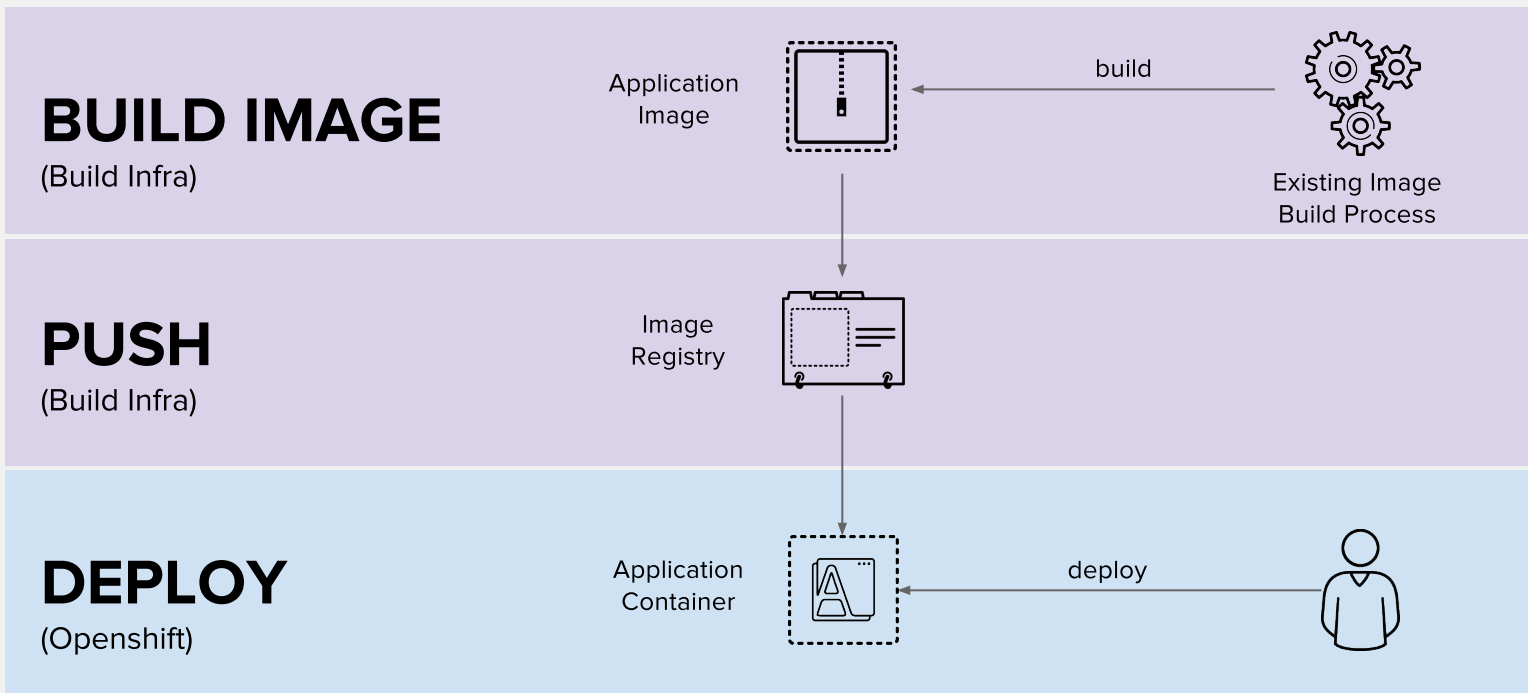 BUILD IMAGE
(Build Infra)
Application
Image
build
Existing Image
Build Process
PUSH
(Build Infra)
Image
Registry
DEPLOY
(Openshift)
Application
Container
A
deploy